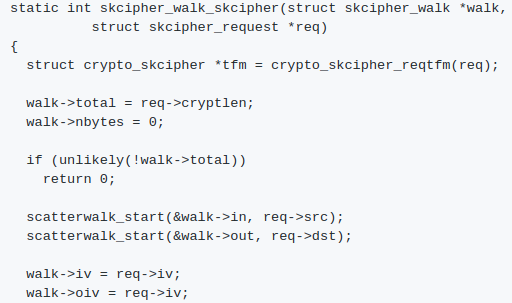 static int skcipher_walk_skcipher(struct skcipher_walk *walk,
struct skcipher_request *req)
{
struct crypto_skcipher *tfm = crypto_skcipher_reqtfm(req);
walk->total = req->cryptlen;
walk->nbytes = 0;
if (unlikely(!walk->total))
return 0;
scatterwalk_start(&walk->in, req->src);
scatterwalk_start(&walk->out, req->dst);
walk->iv = req->iv;
walk->oiv = req->iv;